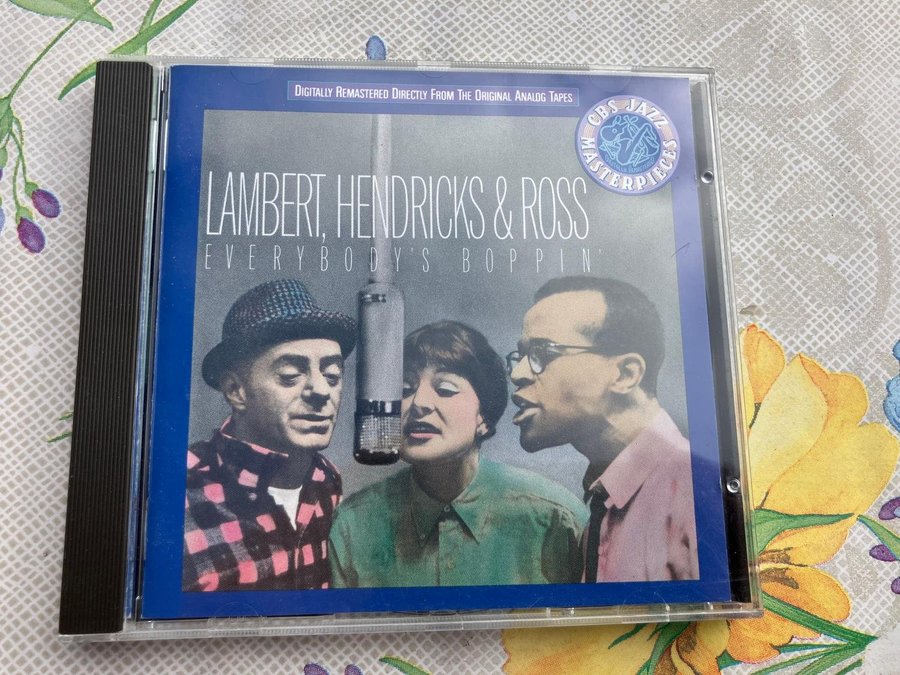 DIGITALLY REMASTERED DIRECTLY FROM THE ORIGINAL ANALOG TAPES
CBS JAZZ
MASTERPIECES
LAMBERT, HENDRICKS & ROSS
EVERYBODY'S BOPPIN'